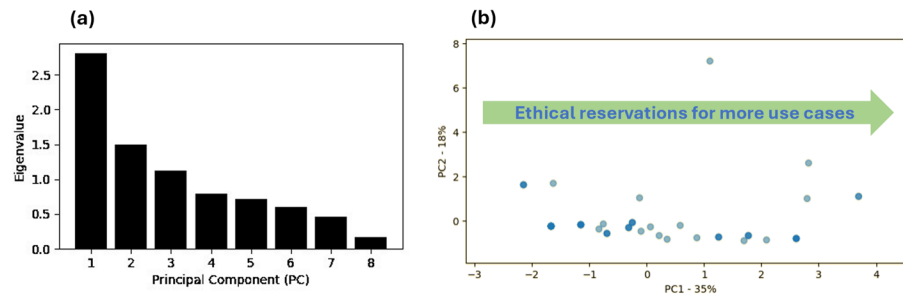 (a)
2.5
2.0
1.5
1.0
0.5
0.0
Eigenvalue
1 2 3 4 5 6 7 8
Principal Component (PC)
(b)
8
6
4
2
0
PC2 - 18%
Ethical reservations for more use cases
−3 −2 −1 0 1 2 3 4
PC1 - 35%